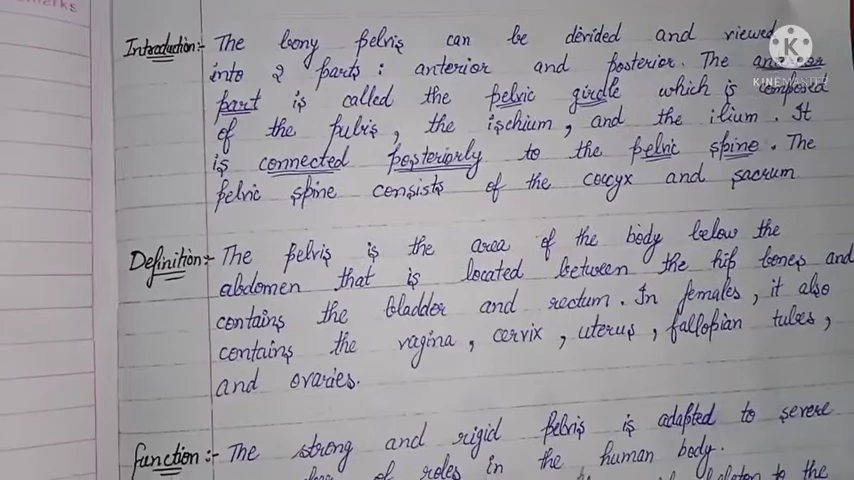 Introduction:- The bony pelvis can be divided and viewed
into 2 parts : anterior and posterior. The anterior
part is called the pelvic girdle which is composed
of the pubis, the ischium, and the ilium. It
is connected posteriorly to the pelvic spine. The
pelvic spine consists of the coccyx and sacrum
Definition:- The pelvis is the area of the body below the
abdomen that is located between the hip bones and
contains the bladder and rectum. In females, it also
contains the vagina, cervix, uterus, fallopian tubes,
and ovaries.
function:- The strong and rigid pelvis is adapted to severe
of roles in the human body.
to the
K
KINEMASTER